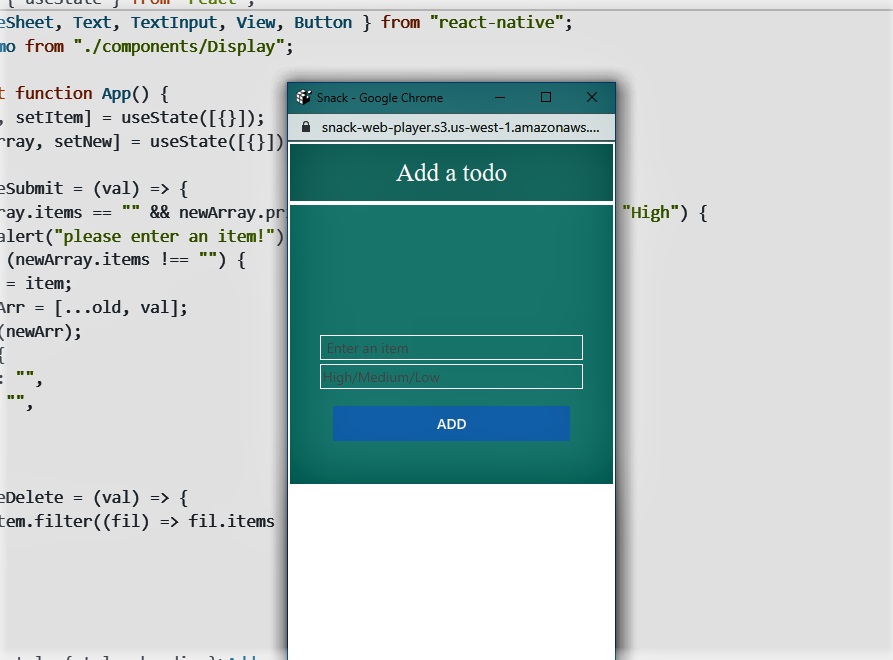 { useState } from "react";
eSheet, Text, TextInput, View, Button } from "react-native";
mo from "./components/Display";
t function App() {
, setItem] = useState([{}]);
rray, setNew] = useState([{}])
eSubmit = (val) => {
ray.items == "" && newArray.pr
"High") {
alert("please enter an item!")
(newArray.items !== "") {
= item;
Arr = [...old, val];
(newArr);
{
: "",
"",
eDelete = (val) => {
tem.filter((fil) => fil.items
Snack - Google Chrome
snack-web-player.s3.us-west-1.amazonaws....
Add a todo
Enter an item
High/Medium/Low
ADD